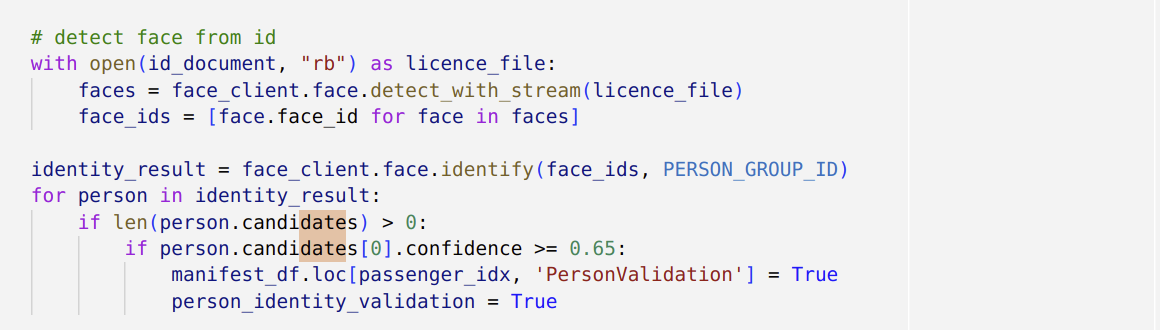 # detect face from id
with open(id_document, "rb") as licence_file:
    faces = face_client.face.detect_with_stream(licence_file)
    face_ids = [face.face_id for face in faces]

identity_result = face_client.face.identify(face_ids, PERSON_GROUP_ID)
for person in identity_result:
    if len(person.candidates) > 0:
        if person.candidates[0].confidence >= 0.65:
            manifest_df.loc[passenger_idx, 'PersonValidation'] = True
            person_identity_validation = True